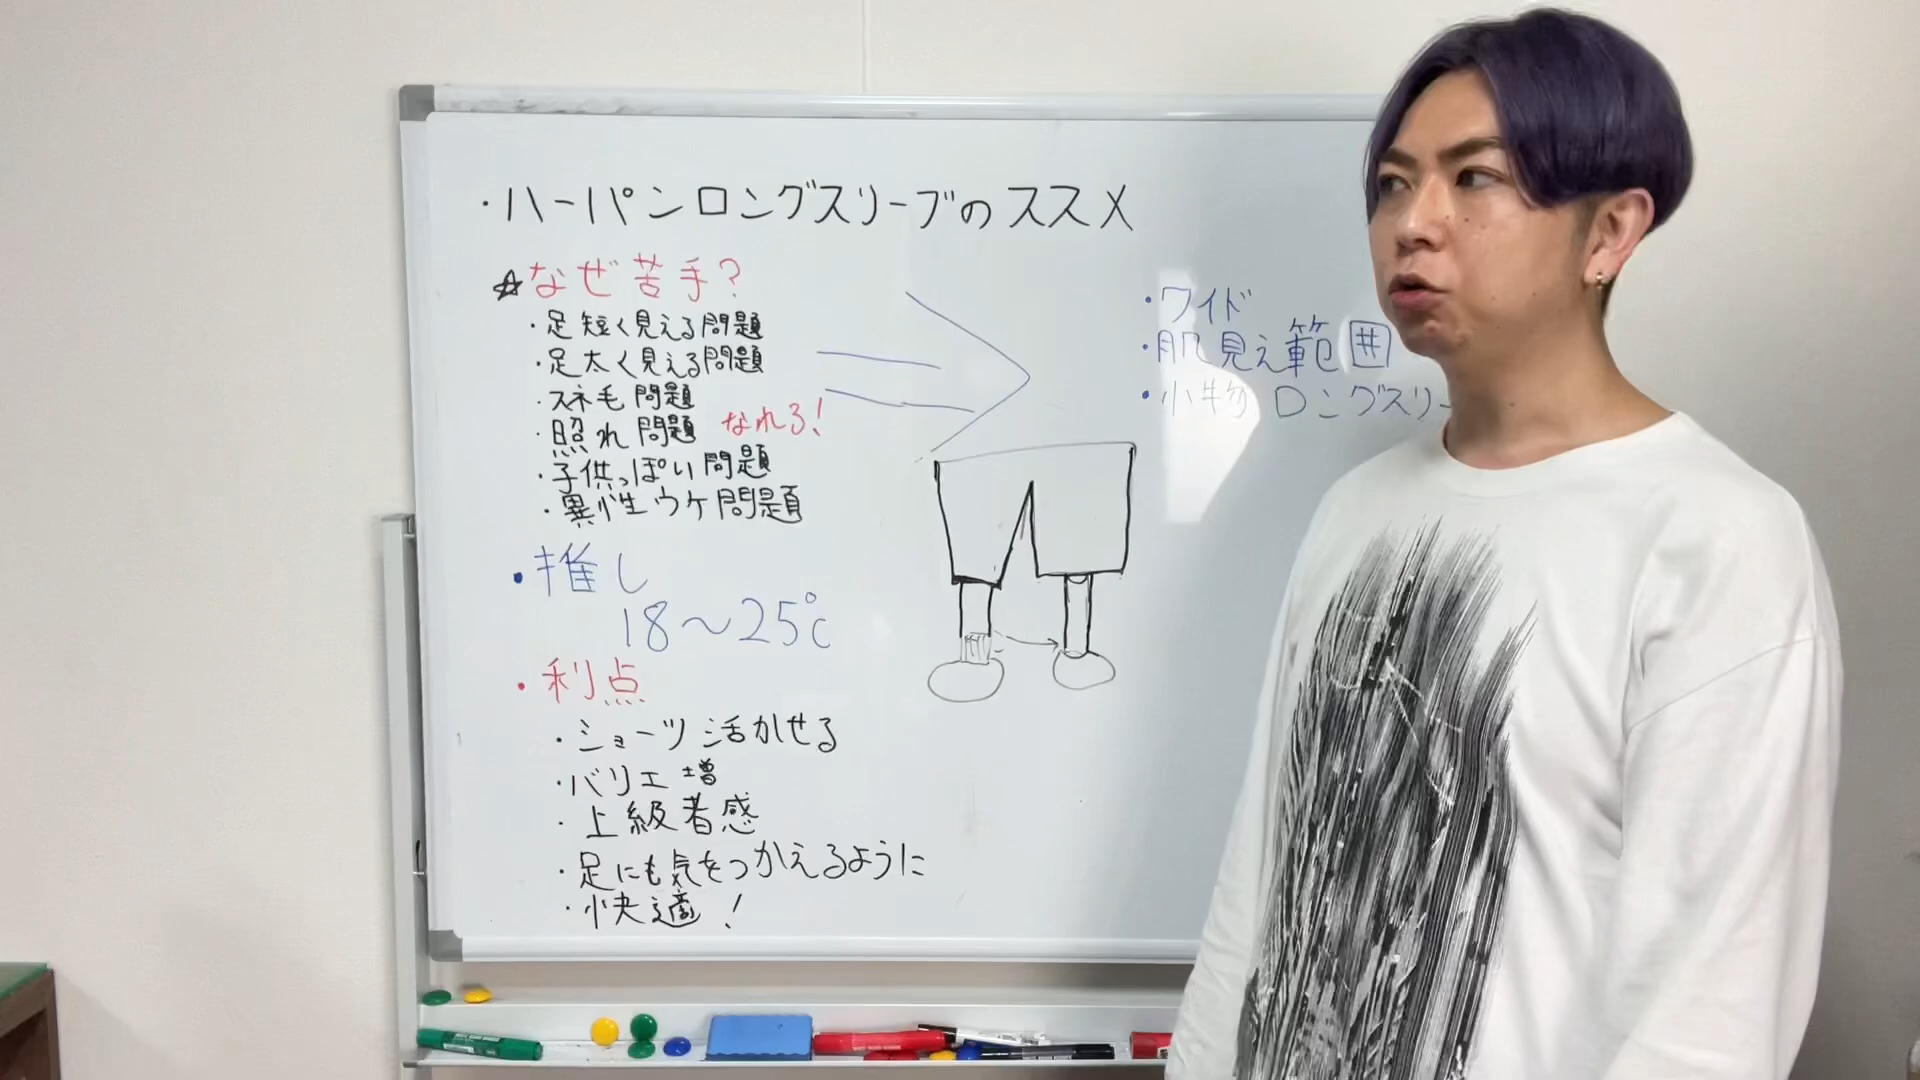 ・ハーパンロングスリーブのススメ
☆なぜ苦手?
・足短く見える問題
・足太く見える問題
・スネ毛問題
・照れ問題 なれろ!
・子供っぽい問題
・異性ウケ問題
・推し
18〜25℃
・利点
・ショーツ活かせる
・バリエ増
・上級者感
・足にも気をつかえるように
・快適!
・ワイド
・肌見え範囲
・小物 ロングスリー